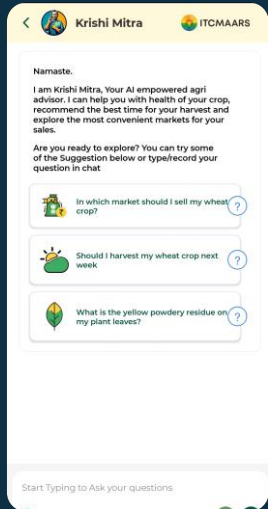 Krishi Mitra
ITCMAARS
Namaste.
I am Krishi Mitra, Your AI empowered agri
advisor. I can help you with health of your crop,
recommend the best time for your harvest and
explore the most convenient markets for your
sales.
Are you ready to explore? You can try some
of the Suggestion below or type/record your
question in chat
In which market should I sell my wheat
crop?
?
Should I harvest my wheat crop next
week
?
What is the yellow powdery residue on
my plant leaves?
?
Start Typing to Ask your questions